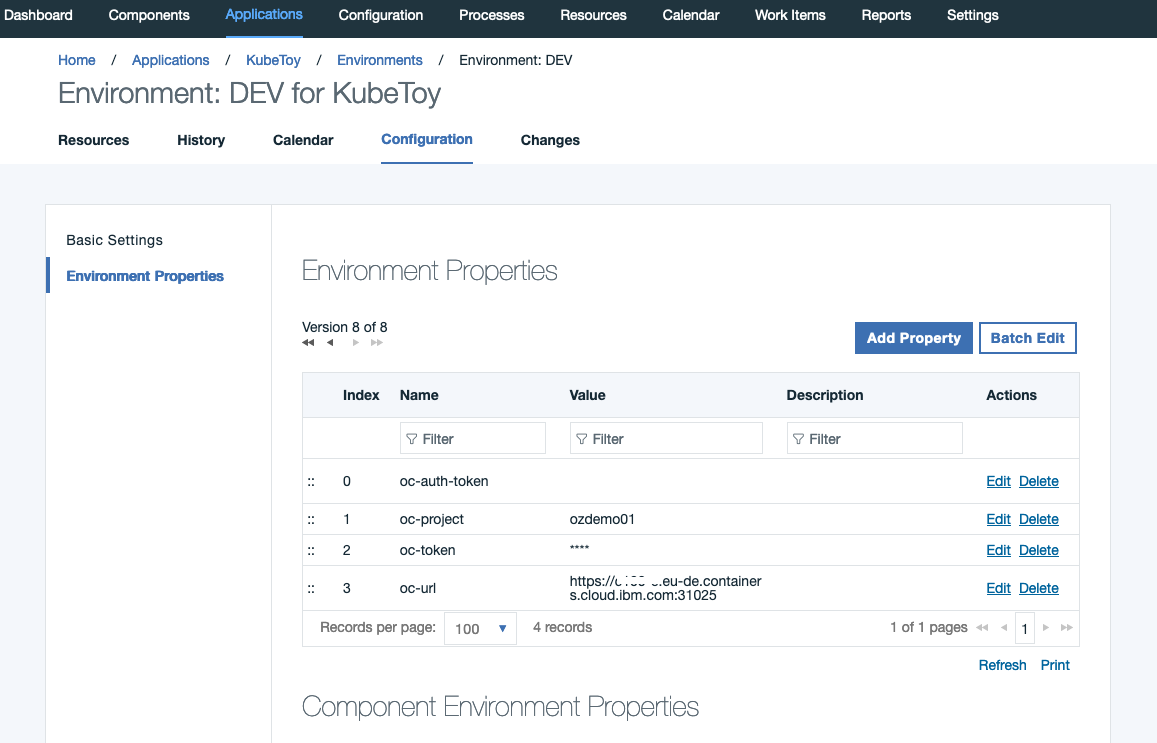 Dashboard Components Applications Configuration Processes Resources Calendar Work Items Reports Settings
Home / Applications / KubeToy / Environments / Environment: DEV
Environment: DEV for KubeToy
Resources History Calendar Configuration Changes
Basic Settings
Environment Properties
Environment Properties
Version 8 of 8
Add Property Batch Edit
Index Name Value Description Actions
Filter Filter Filter
:: 0 oc-auth-token Edit Delete
:: 1 oc-project ozdemo01 Edit Delete
:: 2 oc-token **** Edit Delete
:: 3 oc-url https:// .eu-de.container Edit Delete
s.cloud.ibm.com:31025
Records per page: 100 4 records 1 of 1 pages 1
Refresh Print
Component Environment Properties